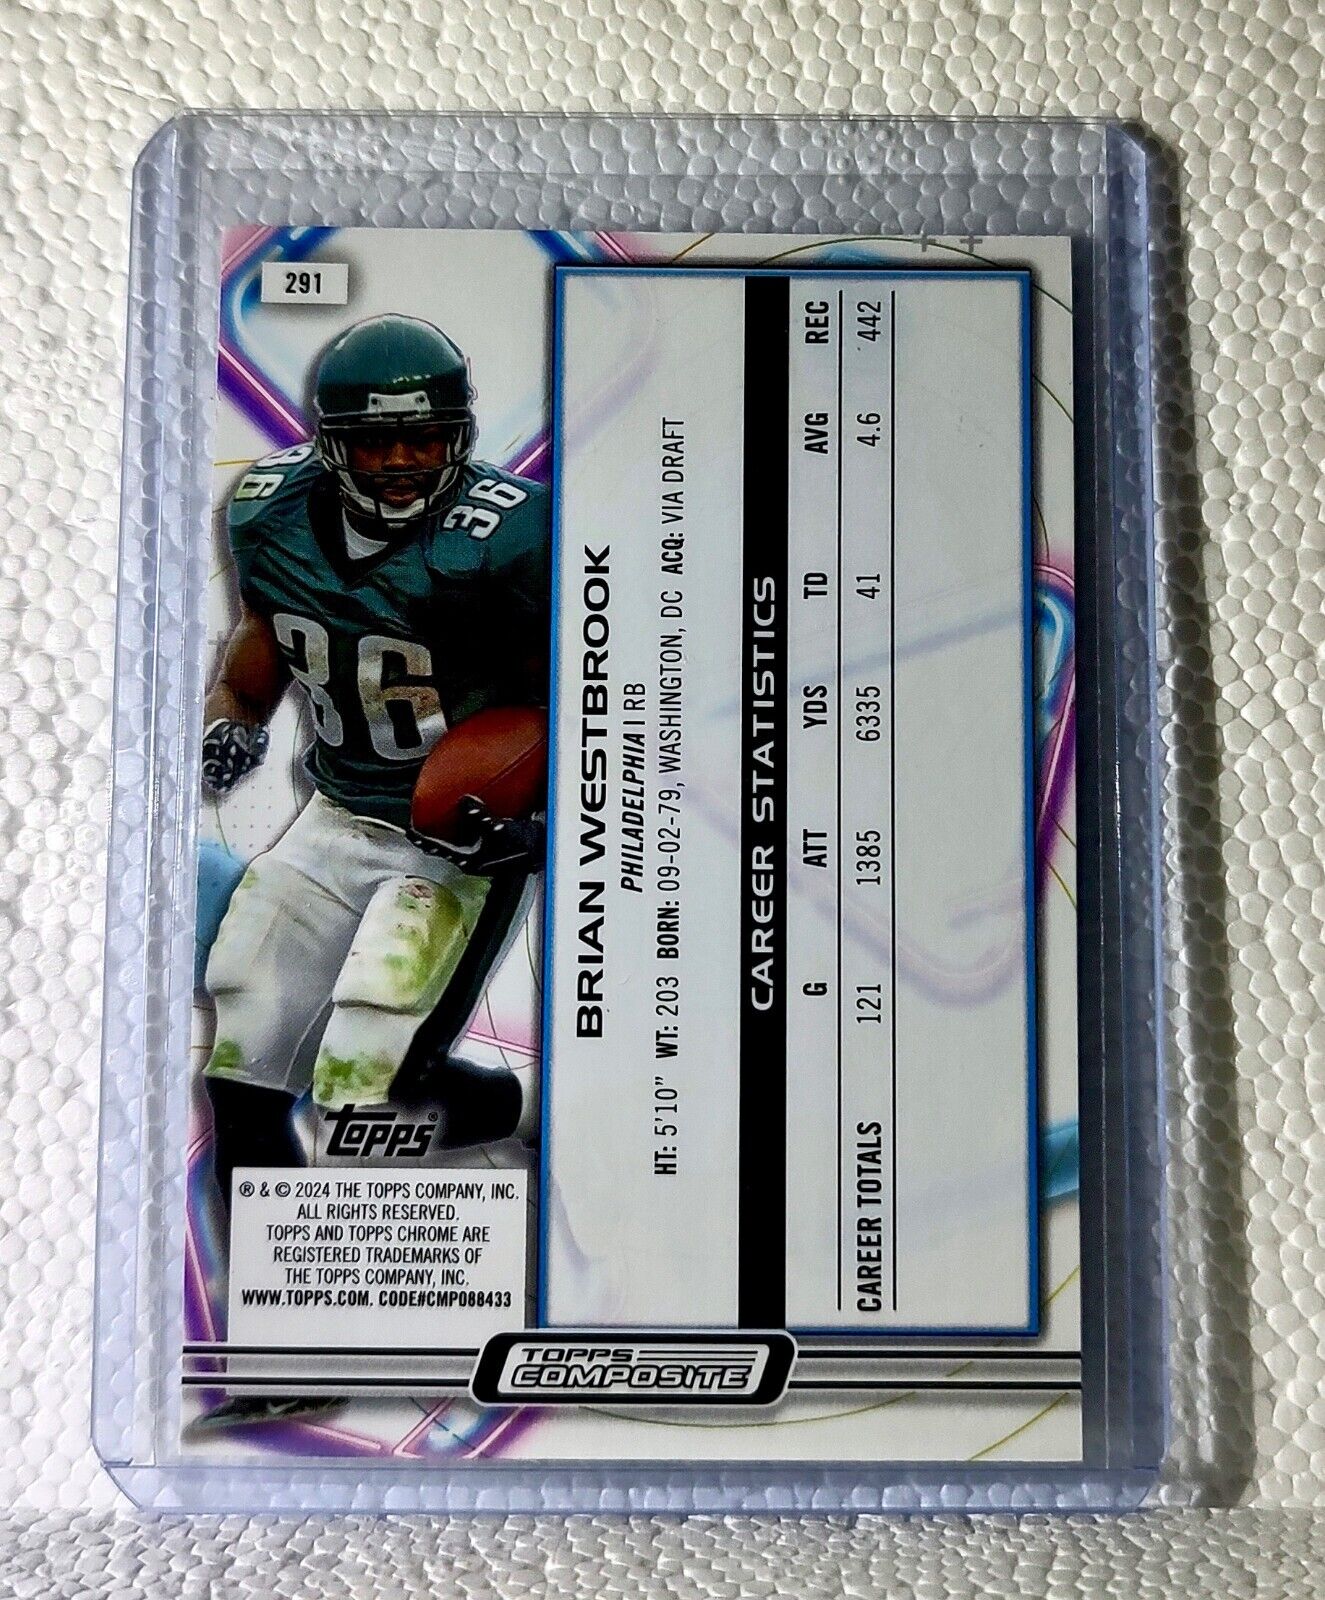 291
36
36
36
topps®
® & © 2024 THE TOPPS COMPANY, INC.
ALL RIGHTS RESERVED.
TOPPS AND TOPPS CHROME ARE
REGISTERED TRADEMARKS OF
THE TOPPS COMPANY, INC.
WWW.TOPPS.COM. CODE#CMP088433
BRIAN WESTBROOK
PHILADELPHIA | RB
HT: 5'10" WT: 203 BORN: 09-02-79, WASHINGTON, DC ACQ: VIA DRAFT
CAREER STATISTICS
G ATT YDS TD AVG REC
CAREER TOTALS 121 1385 6335 41 4.6 442
TOPPS
COMPOSITE